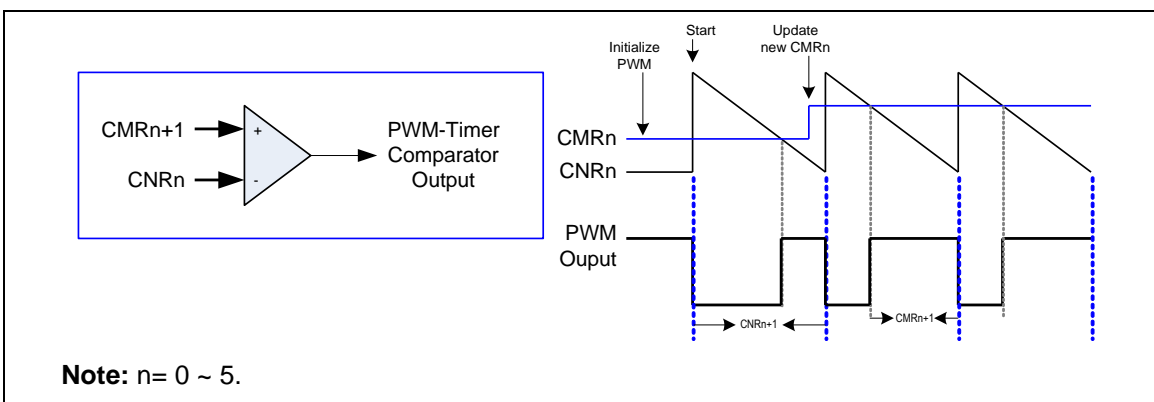 CMRn+1
CNRn
+
-
PWM-Timer
Comparator
Output
Initialize
PWM
Start
Update
new CMRn
CMRn
CNRn
PWM
Ouput
CNRn+1
CMRn+1
Note: n= 0 ~ 5.